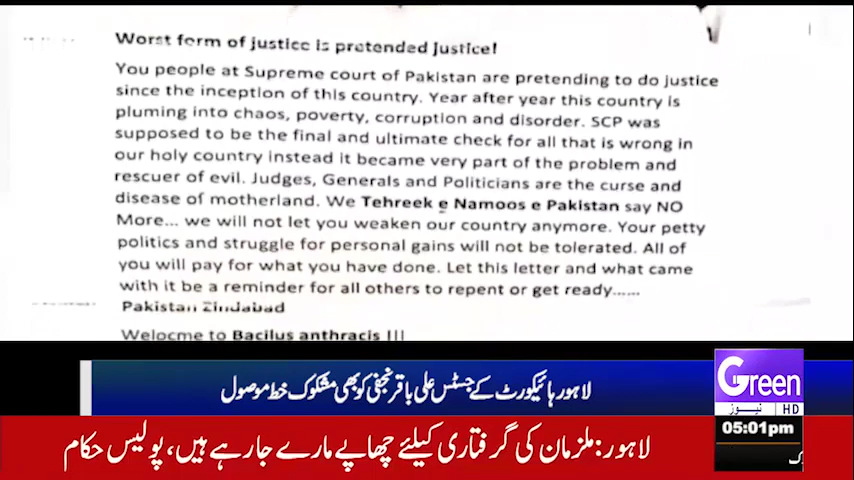 Worst form of justice is pretended justice!
You people at Supreme court of Pakistan are pretending to do justice
since the inception of this country. Year after year this country is
pluming into chaos, poverty, corruption and disorder. SCP was
supposed to be the final and ultimate check for all that is wrong in
our holy country instead it became very part of the problem and
rescuer of evil. Judges, Generals and Politicians are the curse and
disease of motherland. We Tehreek e Namoos e Pakistan say NO
More... we will not let you weaken our country anymore. Your petty
politics and struggle for personal gains will not be tolerated. All of
you will pay for what you have done. Let this letter and what came
with it be a reminder for all others to repent or get ready......
Pakistan Zindabad
Welocme to Bacilus anthracis !!!
لاہور ہائیکورٹ کے جسٹس علی باقر نجفی کو بھی مشکوک خط موصول
Green
نیوز HD
05:01pm
لاہور: ملزمان کی گرفتاری کیلئے چھاپے مارے جا رہے ہیں، پولیس حکام